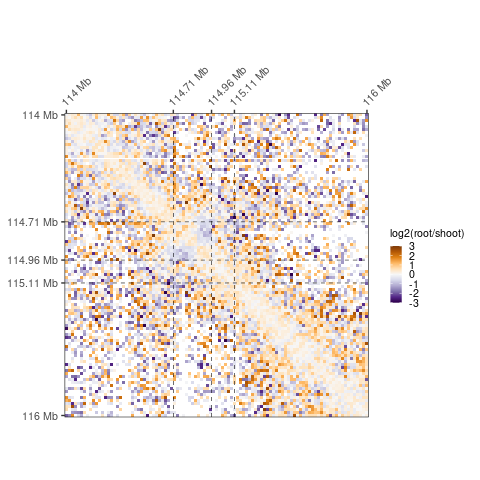 114 Mb
114.71 Mb
114.96 Mb
115.11 Mb
116 Mb
114 Mb
114.71 Mb
114.96 Mb
115.11 Mb
116 Mb
log2(root/shoot)
3
2
1
0
-1
-2
-3